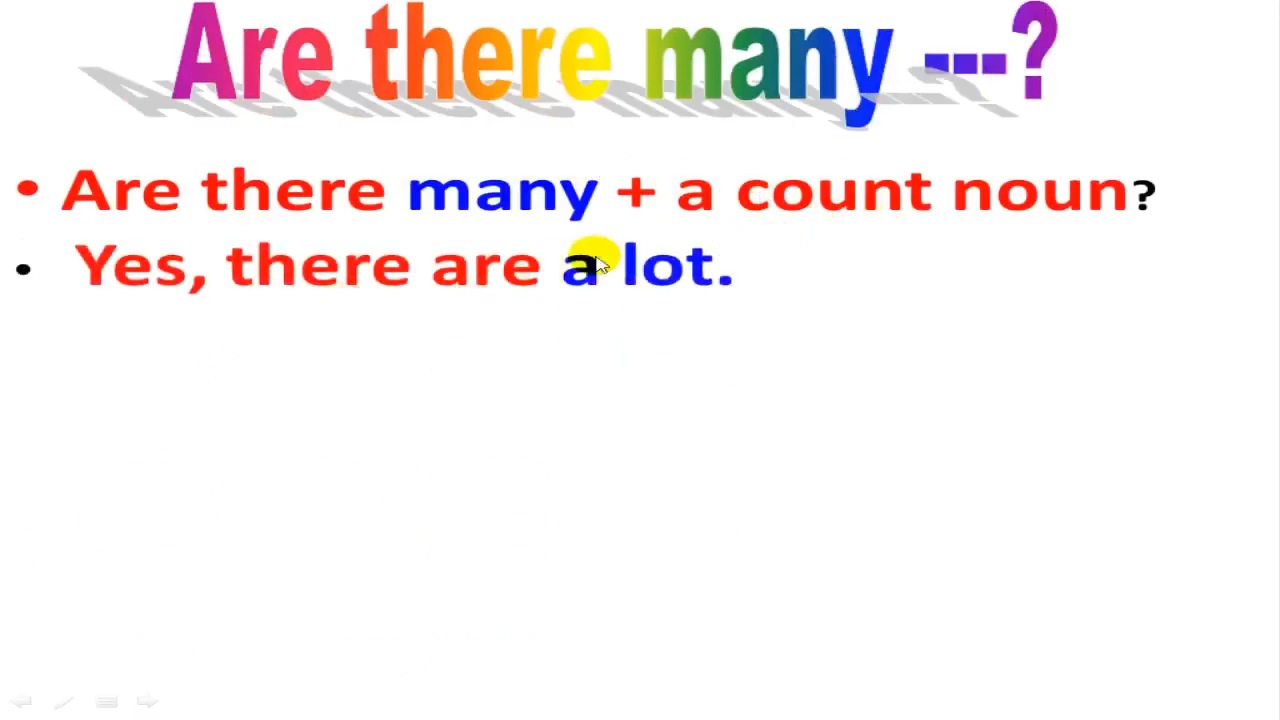 Are there many ---?
• Are there many + a count noun?
• Yes, there are a lot.